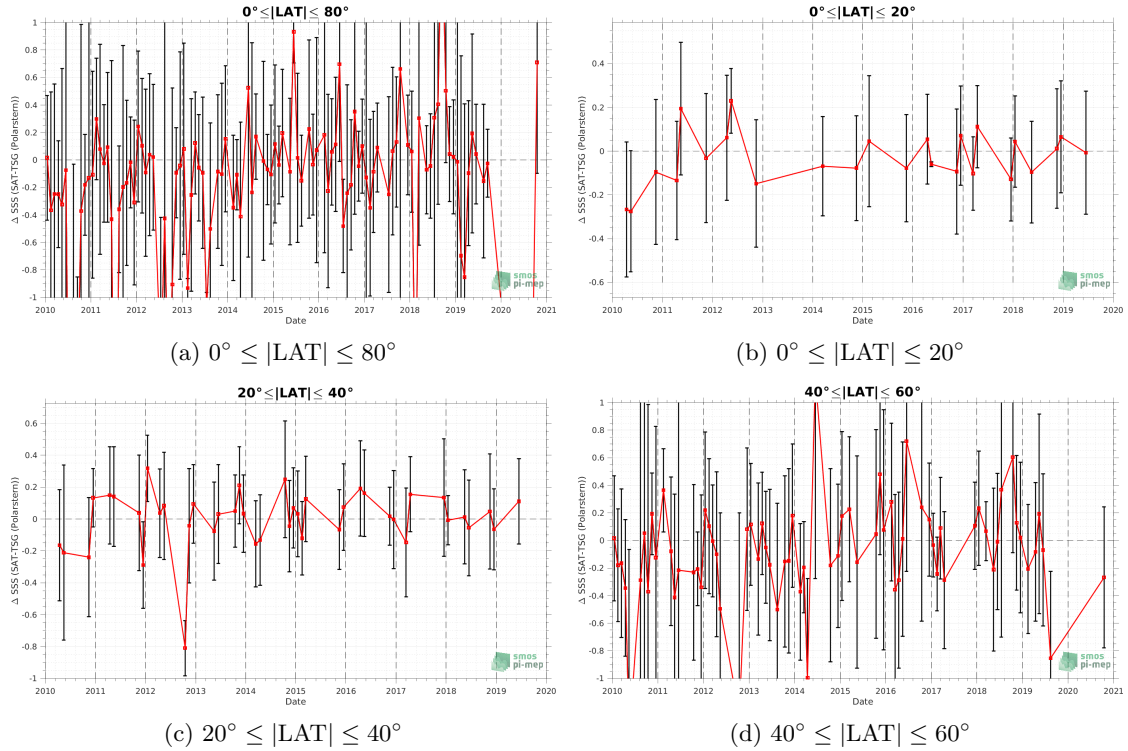 0°≤|LAT|≤ 80°
1
0.8
0.6
0.4
0.2
0
-0.2
-0.4
-0.6
-0.8
-1
Δ SSS (SAT-TSG (Polarstern))
2010 2011 2012 2013 2014 2015 2016 2017 2018 2019 2020 2021
Date
smos
pi-mep
(a) 0° ≤ |LAT| ≤ 80°
0°≤|LAT|≤ 20°
0.4
0.2
0
-0.2
-0.4
-0.6
Δ SSS (SAT-TSG (Polarstern))
2010 2011 2012 2013 2014 2015 2016 2017 2018 2019 2020
Date
smos
pi-mep
(b) 0° ≤ |LAT| ≤ 20°
20°≤|LAT|≤ 40°
0.6
0.4
0.2
0
-0.2
-0.4
-0.6
-0.8
-1
Δ SSS (SAT-TSG (Polarstern))
2010 2011 2012 2013 2014 2015 2016 2017 2018 2019 2020
Date
smos
pi-mep
(c) 20° ≤ |LAT| ≤ 40°
40°≤|LAT|≤ 60°
1
0.8
0.6
0.4
0.2
0
-0.2
-0.4
-0.6
-0.8
-1
Δ SSS (SAT-TSG (Polarstern))
2010 2011 2012 2013 2014 2015 2016 2017 2018 2019 2020 2021
Date
smos
pi-mep
(d) 40° ≤ |LAT| ≤ 60°